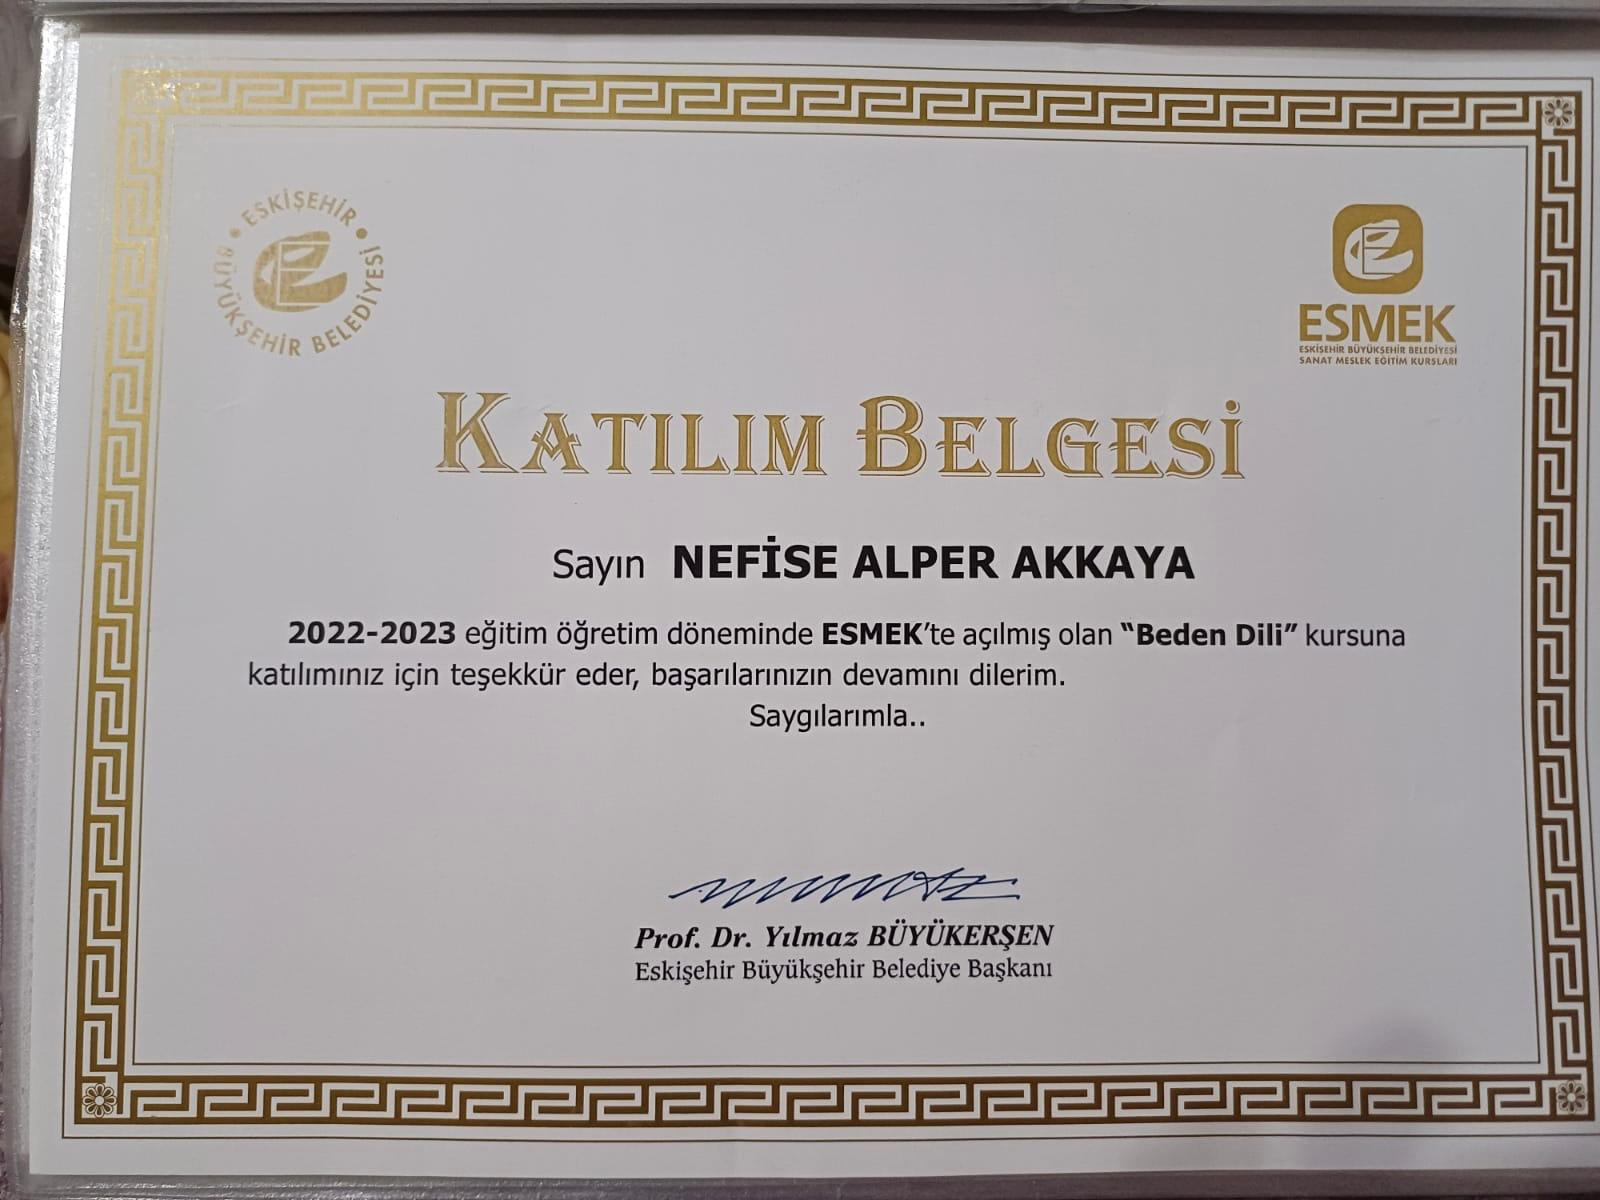 ESKİŞEHİR
BÜYÜKŞEHİR BELEDİYESİ
ESMEK
ESKİŞEHİR BÜYÜKŞEHİR BELEDİYESİ
SANAT MESLEK EĞİTİM KURSLARI
KATILIM BELGESİ
Sayın NEFİSE ALPER AKKAYA
2022-2023 eğitim öğretim döneminde ESMEK'te açılmış olan “Beden Dili” kursuna
katılımınız için teşekkür eder, başarılarınızın devamını dilerim.
Saygılarımla..
Prof. Dr. Yılmaz BÜYÜKERŞEN
Eskişehir Büyükşehir Belediye Başkanı